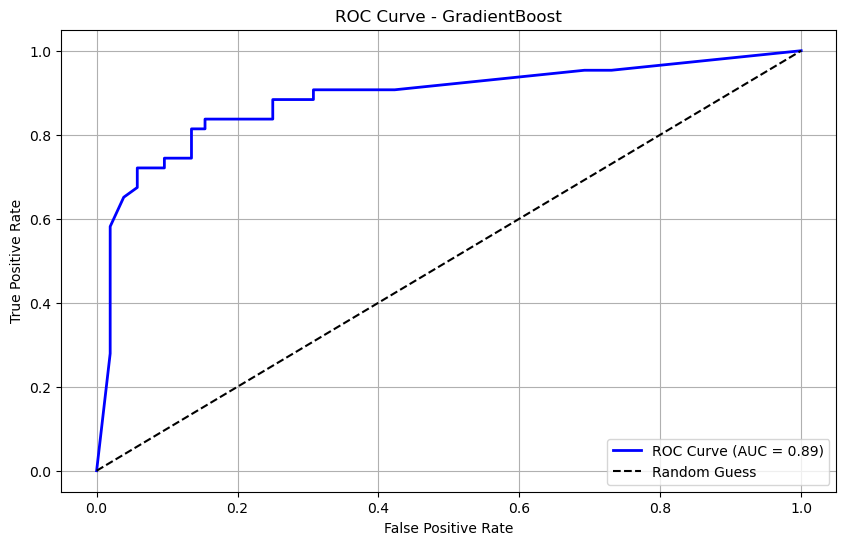 ROC Curve - GradientBoost
True Positive Rate
1.0
0.8
0.6
0.4
0.2
0.0
0.0 0.2 0.4 0.6 0.8 1.0
False Positive Rate
ROC Curve (AUC = 0.89)
Random Guess